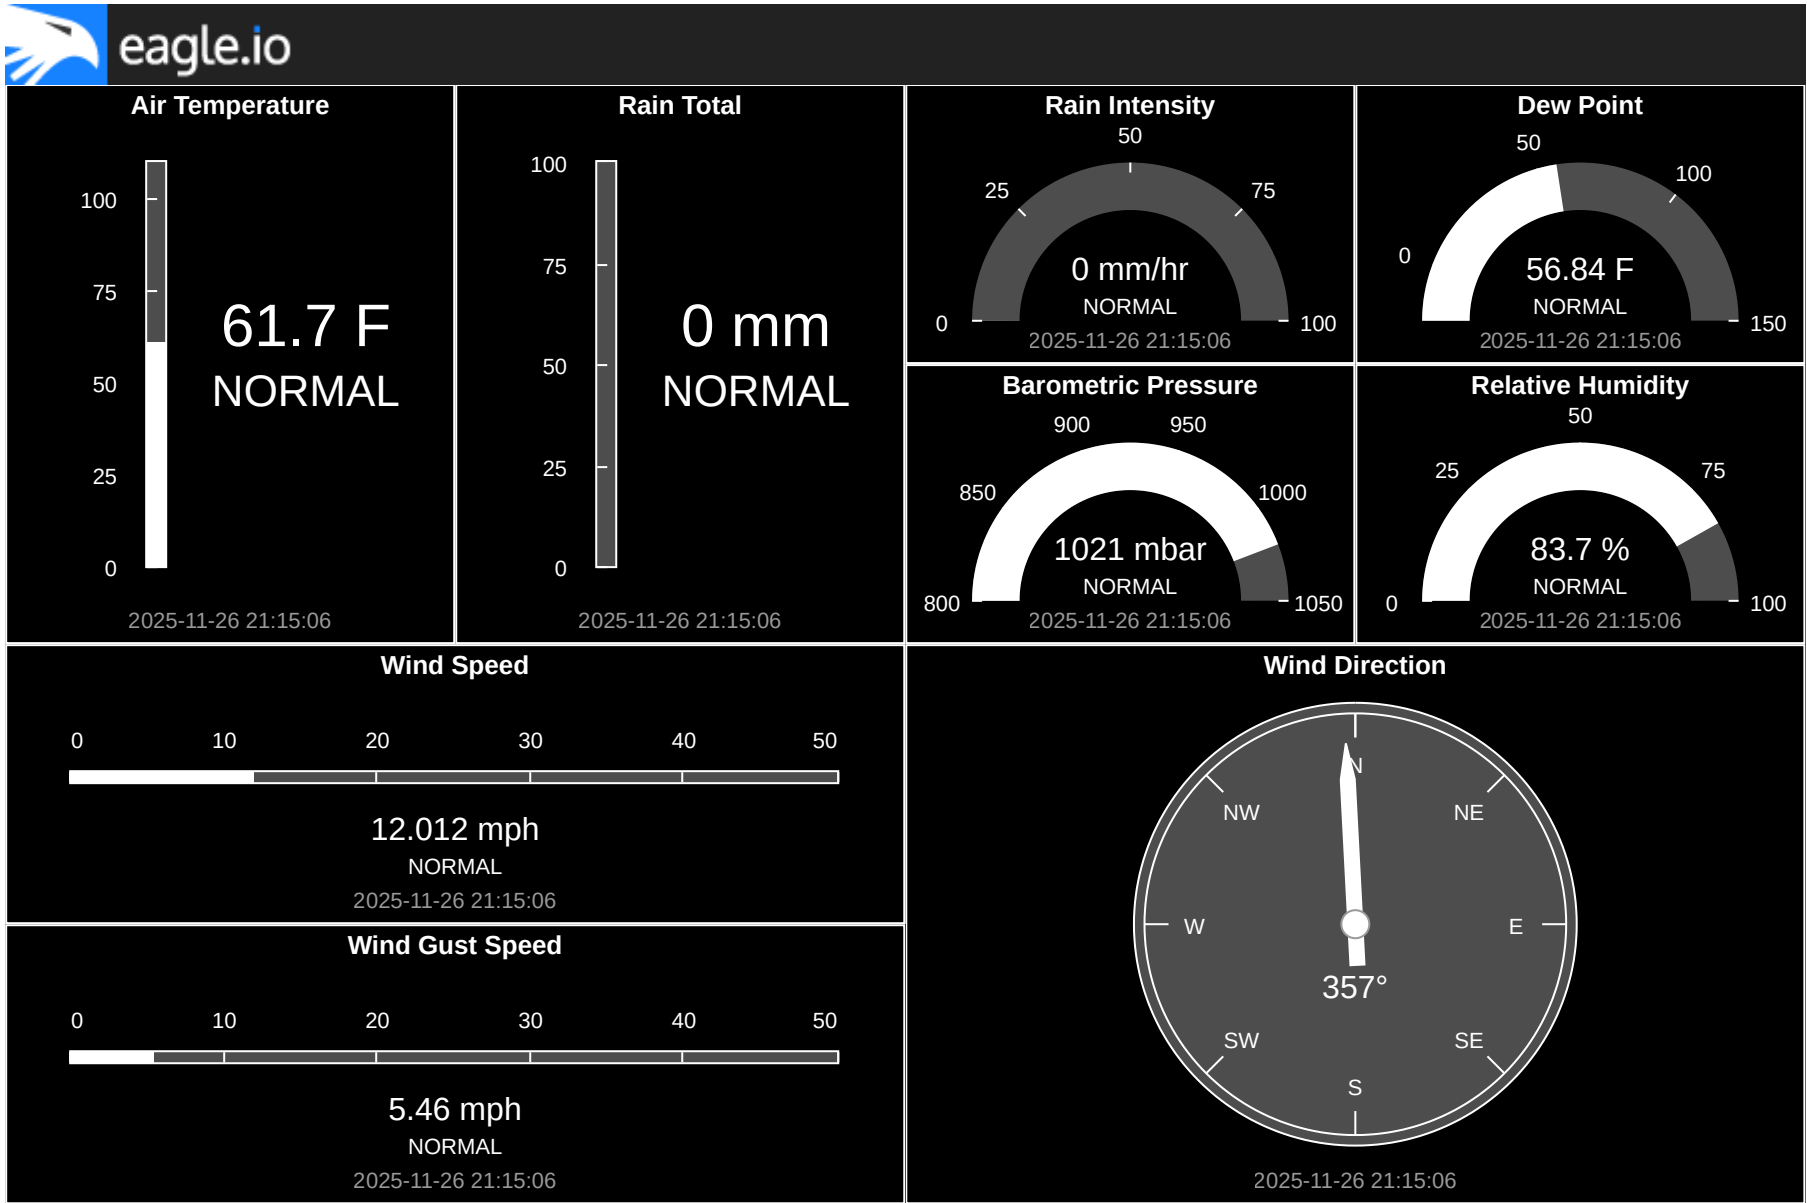 eagle.io
Air Temperature
100
75
50
25
0
61.7 F
NORMAL
2025-11-26 21:15:06
Rain Total
100
75
50
25
0
0 mm
NORMAL
2025-11-26 21:15:06
Rain Intensity
50
25
75
0
100
0 mm/hr
NORMAL
2025-11-26 21:15:06
Dew Point
50
100
0
150
56.84 F
NORMAL
2025-11-26 21:15:06
Barometric Pressure
900
950
850
1000
800
1050
1021 mbar
NORMAL
2025-11-26 21:15:06
Relative Humidity
50
25
75
0
100
83.7 %
NORMAL
2025-11-26 21:15:06
Wind Speed
0 10 20 30 40 50
12.012 mph
NORMAL
2025-11-26 21:15:06
Wind Gust Speed
0 10 20 30 40 50
5.46 mph
NORMAL
2025-11-26 21:15:06
Wind Direction
N
NW
NE
W
E
357°
SW
SE
S
2025-11-26 21:15:06